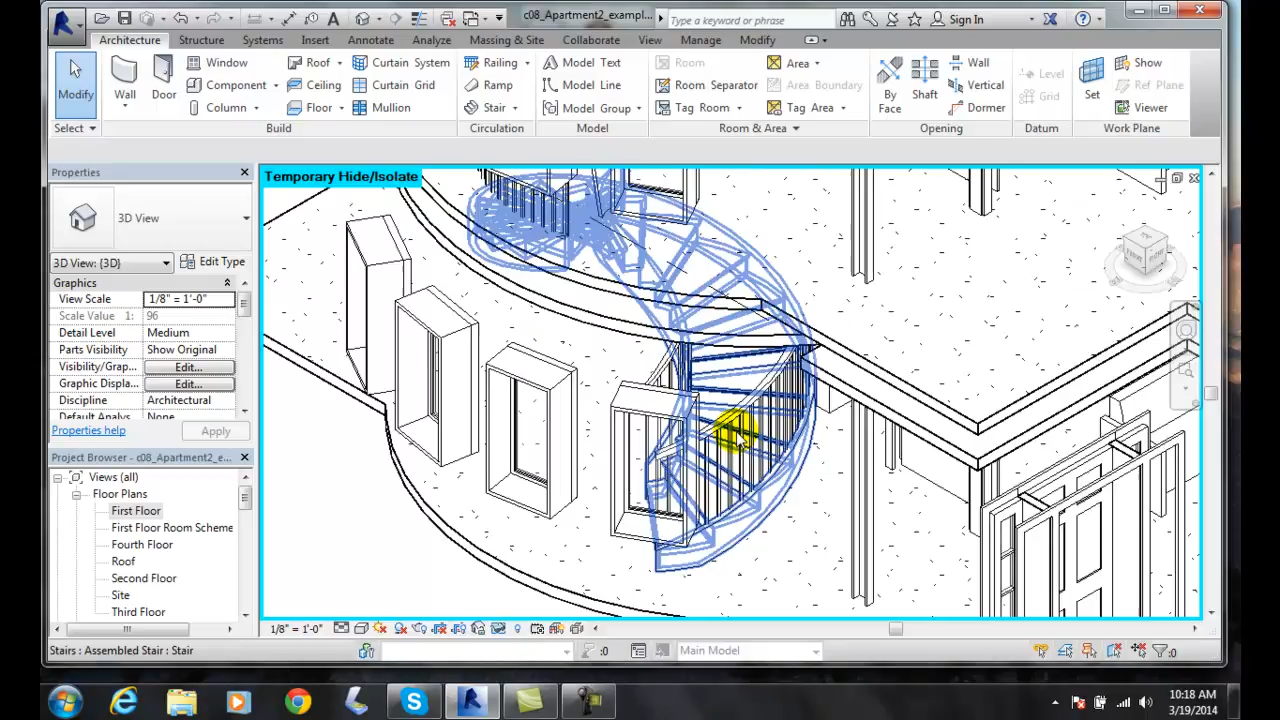 c08_Apartment2_exampl...
Type a keyword or phrase
Sign In
Architecture Structure Systems Insert Annotate Analyze Massing & Site Collaborate View Manage Modify
Modify
Select
Wall
Door
Window
Component
Column
Roof
Ceiling
Floor
Curtain System
Curtain Grid
Mullion
Build
Railing
Ramp
Stair
Circulation
Model Text
Model Line
Model Group
Model
Room
Room Separator
Tag Room
Area
Area Boundary
Tag Area
Room & Area
By Face
Shaft
Wall
Vertical
Dormer
Opening
Level
Grid
Datum
Set
Show
Ref Plane
Viewer
Work Plane
Properties
3D View
3D View: {3D} Edit Type
Graphics
View Scale 1/8" = 1'-0"
Scale Value 1: 96
Detail Level Medium
Parts Visibility Show Original
Visibility/Grap... Edit...
Graphic Displa... Edit...
Discipline Architectural
Default Analys... None
Properties help Apply
Project Browser - c08_Apartment2_e...
Views (all)
Floor Plans
First Floor
First Floor Room Scheme
Fourth Floor
Roof
Second Floor
Site
Third Floor
Temporary Hide/Isolate
1/8" = 1'-0"
Stairs : Assembled Stair : Stair
:0
Main Model
:0
10:18 AM
3/19/2014